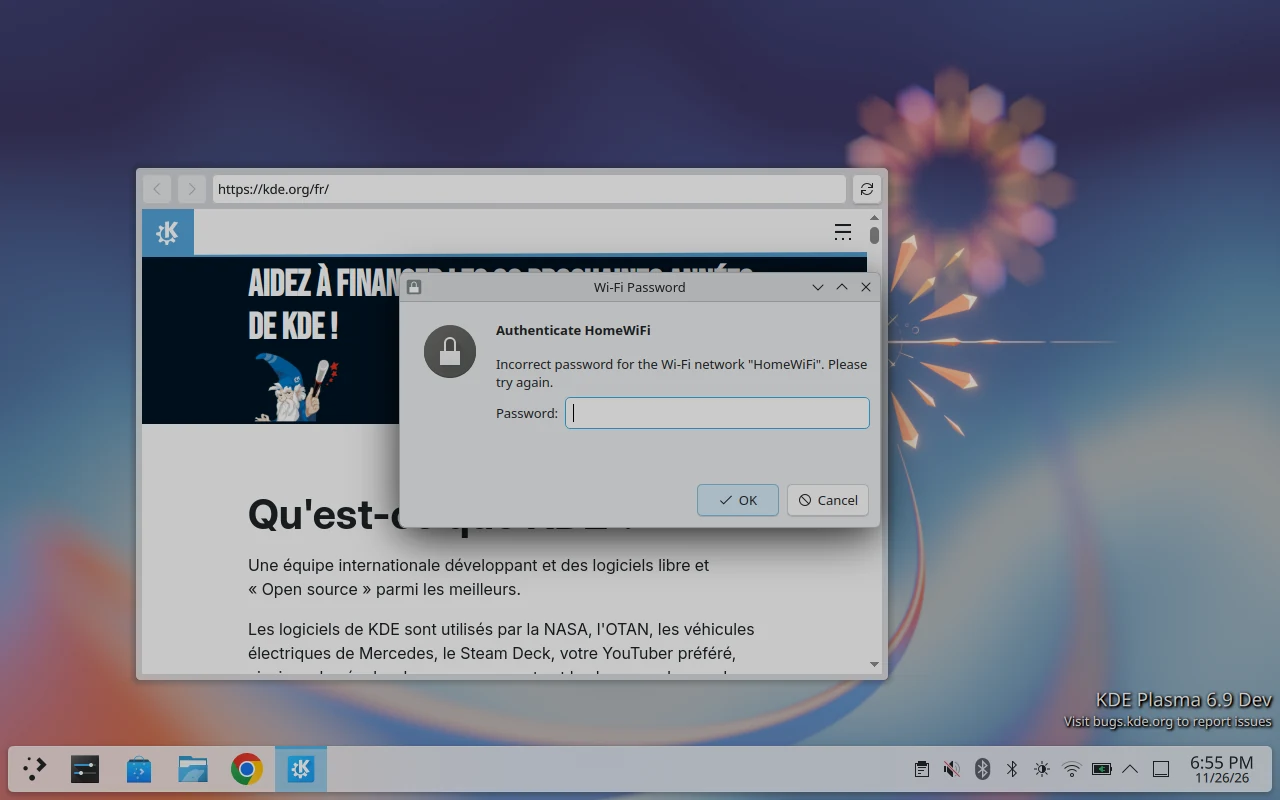 https://kde.org/fr/
DE KDE !
Wi-Fi Password
Authenticate HomeWiFi
Incorrect password for the Wi-Fi network "HomeWiFi". Please
try again.
Password:
OK
Cancel
Une équipe internationale développant et des logiciels libre et
« Open source » parmi les meilleurs.
Les logiciels de KDE sont utilisés par la NASA, l'OTAN, les véhicules
électriques de Mercedes, le Steam Deck, votre YouTuber préféré,
KDE Plasma 6.9 Dev
Visit bugs.kde.org to report issues
6:55 PM
11/26/26